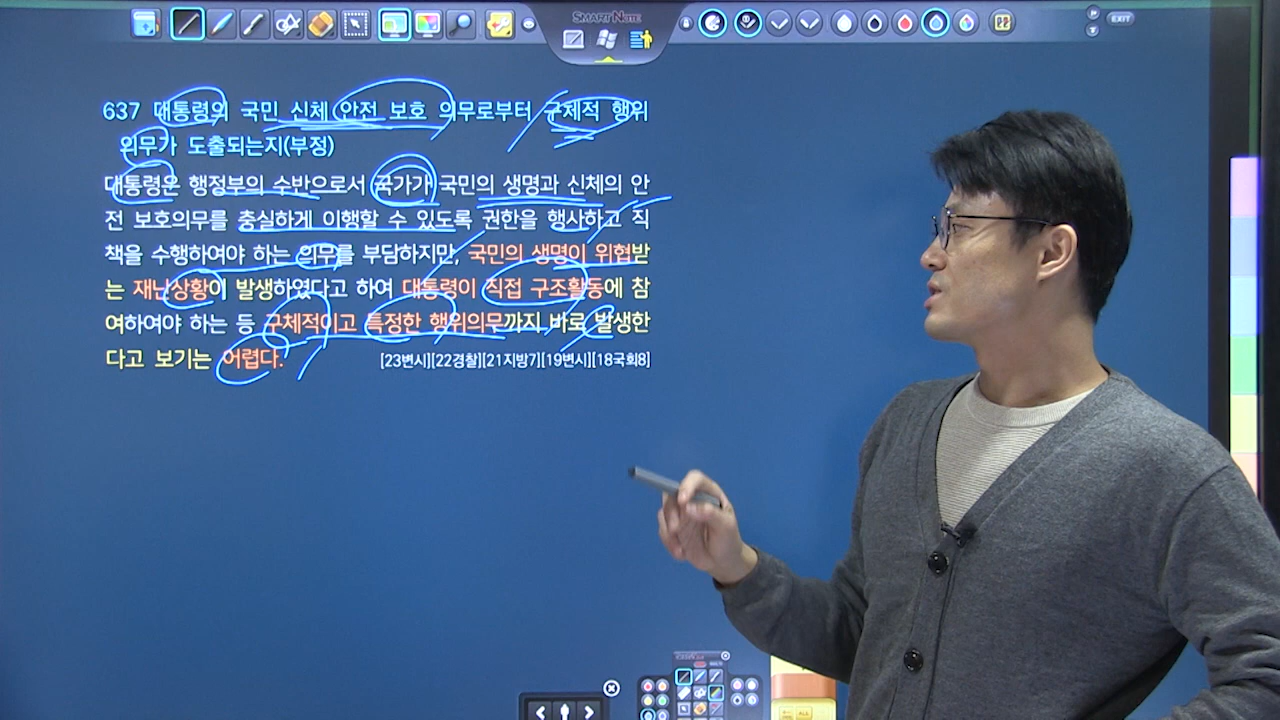 SMART NOTE
EXIT
637 대통령의 국민 신체 안전 보호 의무로부터 구체적 행위
의무가 도출되는지(부정)
대통령은 행정부의 수반으로서 국가가 국민의 생명과 신체의 안
전 보호의무를 충실하게 이행할 수 있도록 권한을 행사하고 직
책을 수행하여야 하는 의무를 부담하지만, 국민의 생명이 위협받
는 재난상황이 발생하였다고 하여 대통령이 직접 구조활동에 참
여하여야 하는 등 구체적이고 특정한 행위의무까지 바로 발생한
다고 보기는 어렵다.
[23변시][22경찰][21지방7][19변시][18국회8]